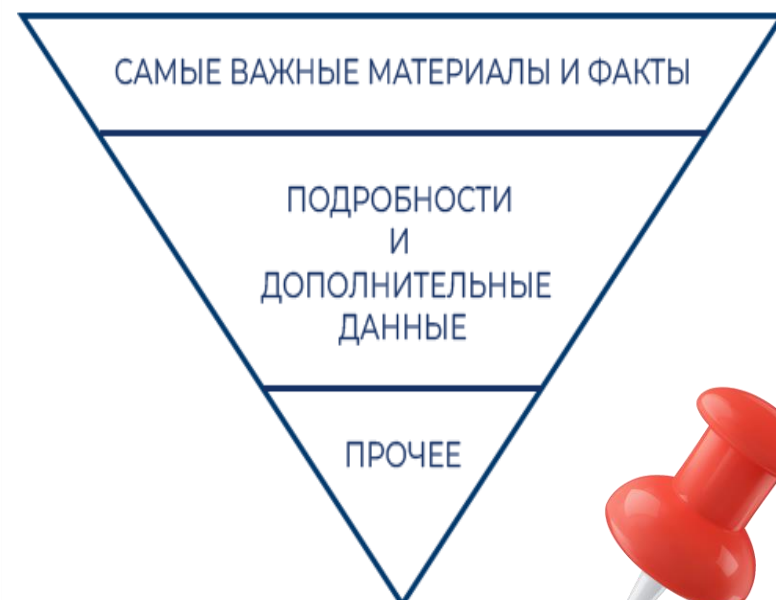 САМЫЕ ВАЖНЫЕ МАТЕРИАЛЫ И ФАКТЫ
ПОДРОБНОСТИ
И
ДОПОЛНИТЕЛЬНЫЕ
ДАННЫЕ
ПРОЧЕЕ